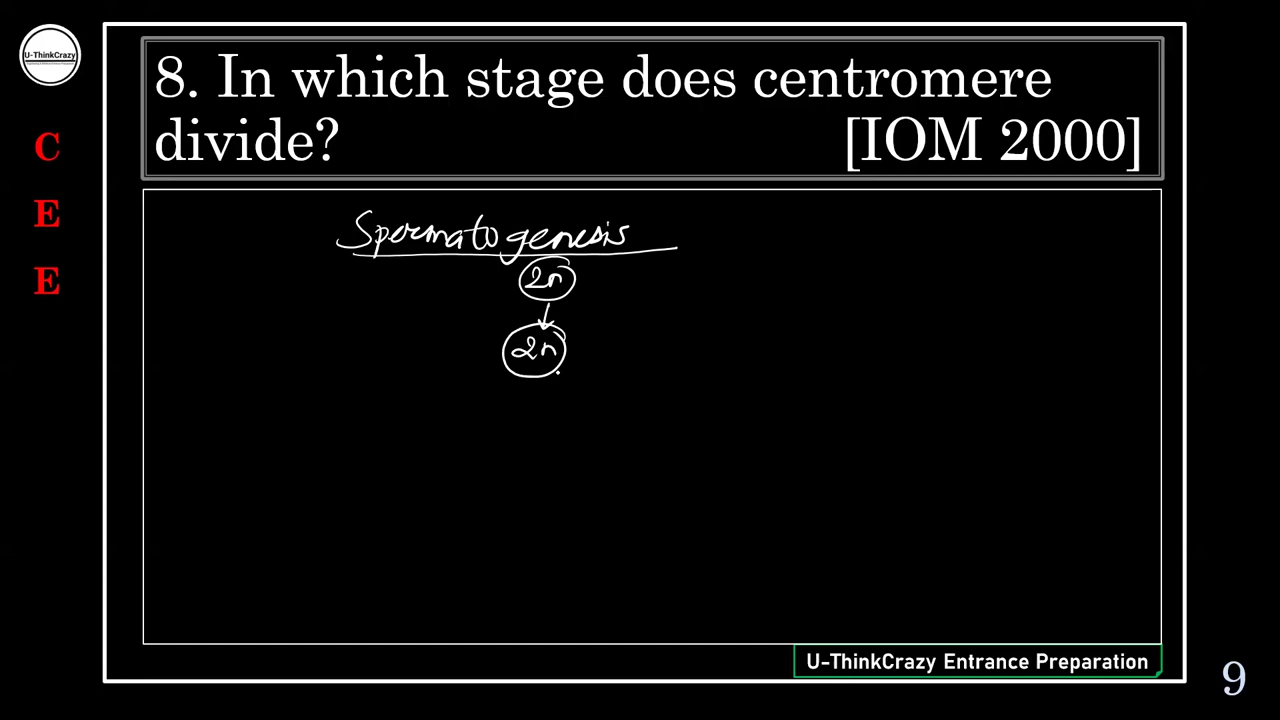 U-ThinkCrazy
C
E
E
8. In which stage does centromere
divide? [IOM 2000]
Spermatogenesis
2n
2n
U-ThinkCrazy Entrance Preparation
9